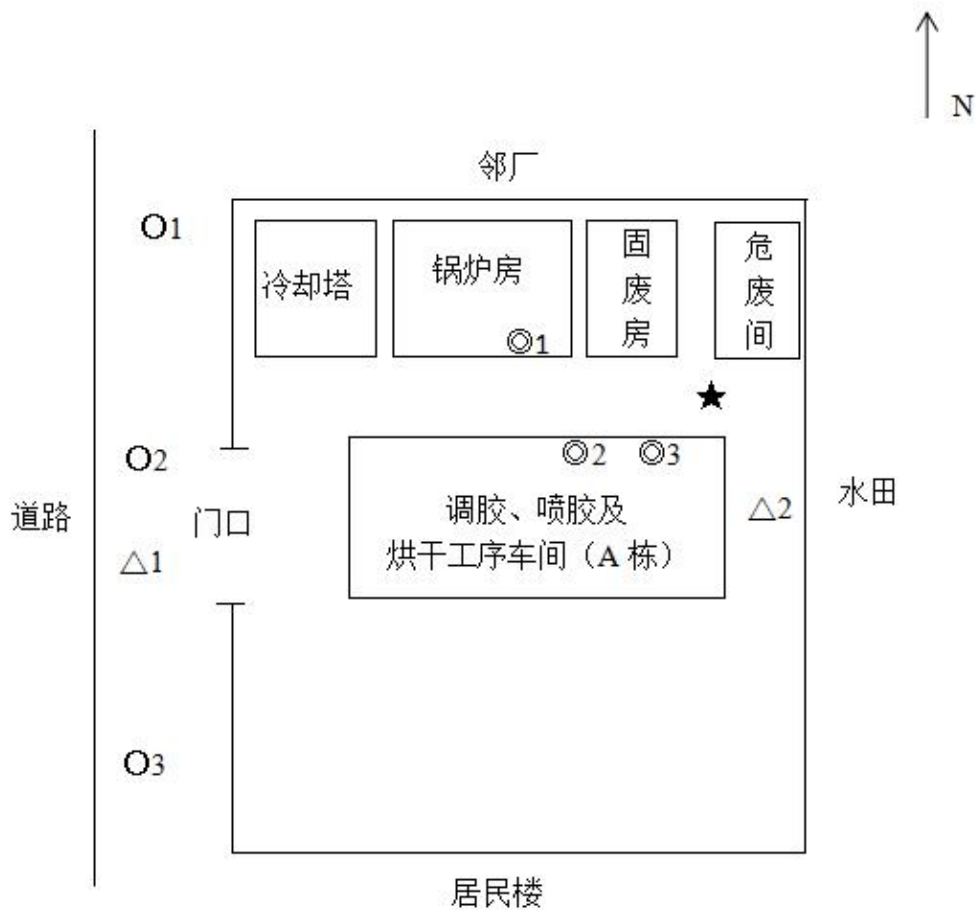 N
邻厂
O1
冷却塔
锅炉房
固废房
危废间
◎1
★
O2
◎2
◎3
道路
门口
调胶、喷胶及
烘干工序车间（A 栋）
△2
水田
△1
O3
居民楼